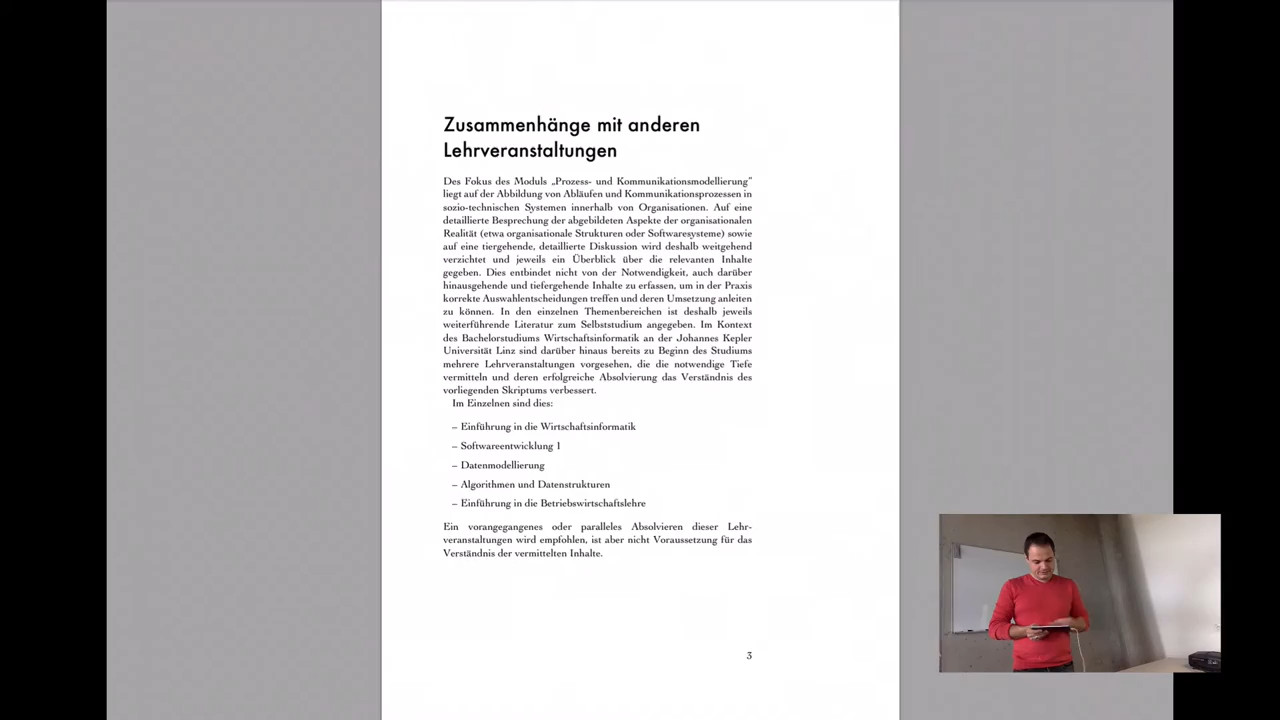 Zusammenhänge mit anderen
Lehrveranstaltungen
Des Fokus des Moduls „Prozess- und Kommunikationsmodellierung“
liegt auf der Abbildung von Abläufen und Kommunikationsprozessen in
sozio-technischen Systemen innerhalb von Organisationen. Auf eine
detaillierte Besprechung der abgebildeten Aspekte der organisationalen
Realität (etwa organisationale Strukturen oder Softwaresysteme) sowie
auf eine tiergehende, detaillierte Diskussion wird deshalb weitgehend
verzichtet und jeweils ein Überblick über die relevanten Inhalte
gegeben. Dies entbindet nicht von der Notwendigkeit, auch darüber
hinausgehende und tiefergehende Inhalte zu erfassen, um in der Praxis
korrekte Auswahlentscheidungen treffen und deren Umsetzung anleiten
zu können. In den einzelnen Themenbereichen ist deshalb jeweils
weiterführende Literatur zum Selbststudium angegeben. Im Kontext
des Bachelorstudiums Wirtschaftsinformatik an der Johannes Kepler
Universität Linz sind darüber hinaus bereits zu Beginn des Studiums
mehrere Lehrveranstaltungen vorgesehen, die die notwendige Tiefe
vermitteln und deren erfolgreiche Absolvierung das Verständnis des
vorliegenden Skriptums verbessert.
Im Einzelnen sind dies:
– Einführung in die Wirtschaftsinformatik
– Softwareentwicklung 1
– Datenmodellierung
– Algorithmen und Datenstrukturen
– Einführung in die Betriebswirtschaftslehre
Ein vorangegangenes oder paralleles Absolvieren dieser Lehr-
veranstaltungen wird empfohlen, ist aber nicht Voraussetzung für das
Verständnis der vermittelten Inhalte.
3